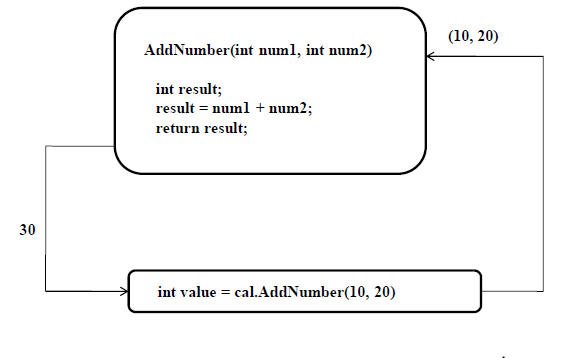 (10, 20)
AddNumber(int num1, int num2)
int result;
result = num1 + num2;
return result;
30
int value = cal.AddNumber(10, 20)